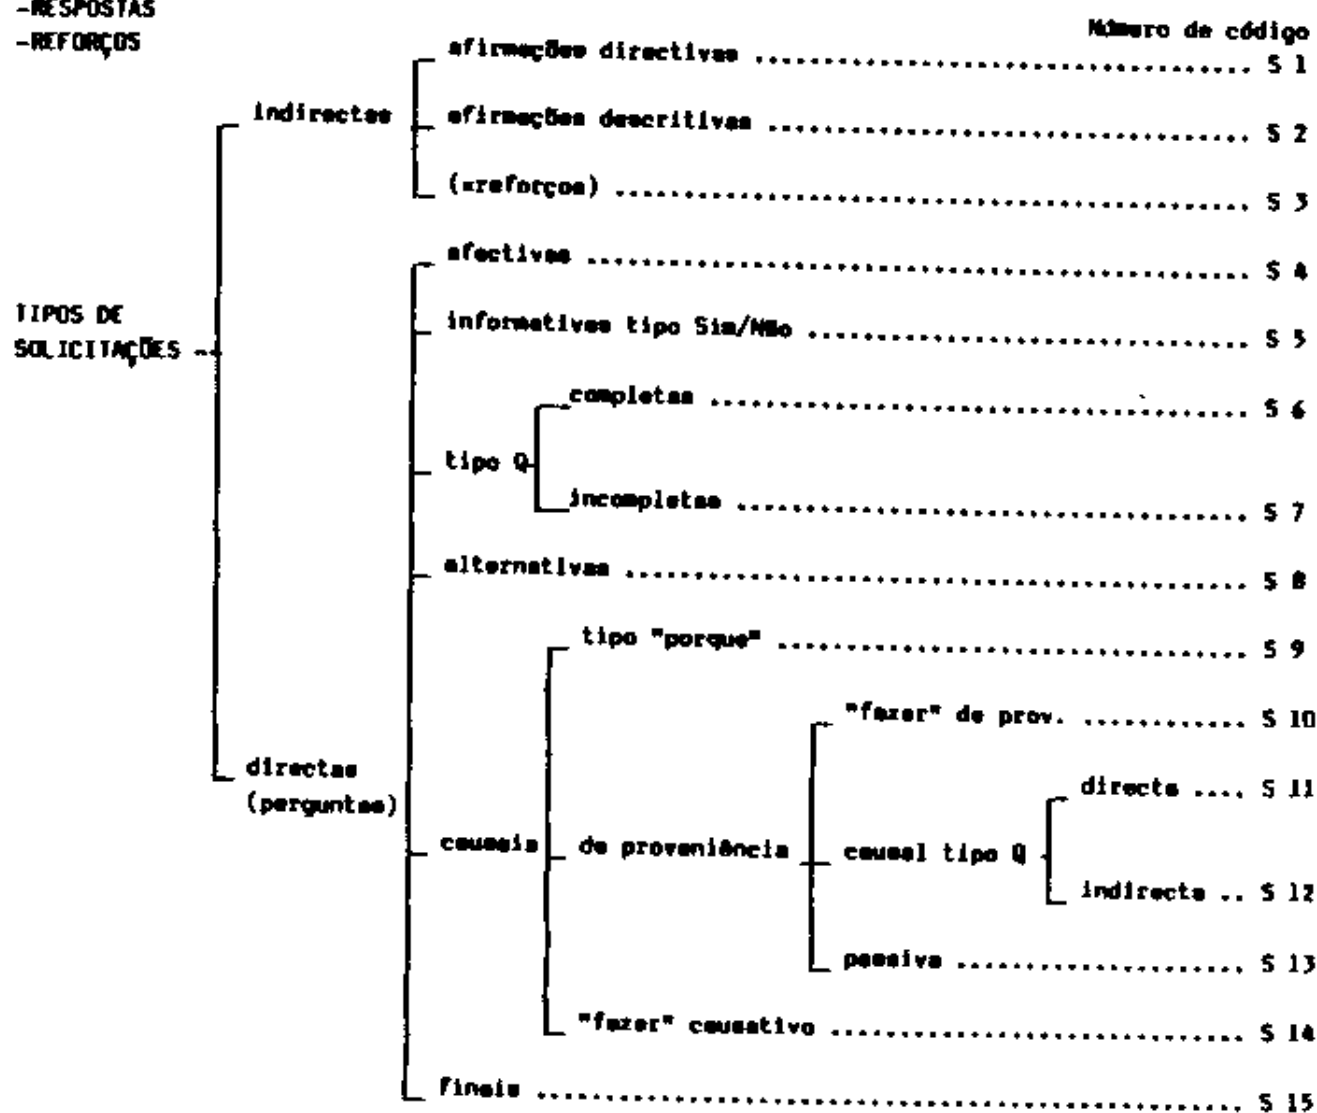 -RESPOSTAS
-REFORÇOS
Número de código
afirmações directivas ................................... S 1
indirectas
afirmações descritivas ................................... S 2
(=reforços) .............................................. S 3
afectivas ................................................ S 4
informativas tipo Sim/Não ................................ S 5
TIPOS DE
SOLICITAÇÕES
completas ....................................... S 6
tipo Q
incompletas ..................................... S 7
alternativas ............................................. S 8
tipo "porque" .................................. S 9
"fazer" de prov. ............ S 10
directas
(perguntas)
directa .... S 11
causais
de proveniência
causal tipo Q
indirecta .. S 12
passiva ..................... S 13
"fazer" causativo .............................. S 14
finais ................................................... S 15